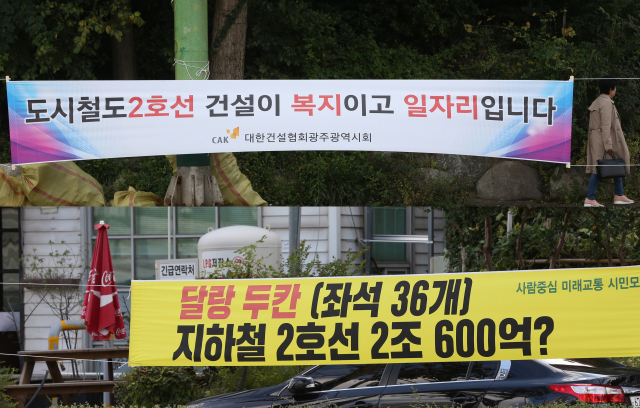 도시철도2호선 건설이 복지이고 일자리입니다
CAK 대한건설협회광주광역시회
긴급연락처
사람중심 미래교통 시민모
달랑 두칸 (좌석 36개)
지하철 2호선 2조 600억?